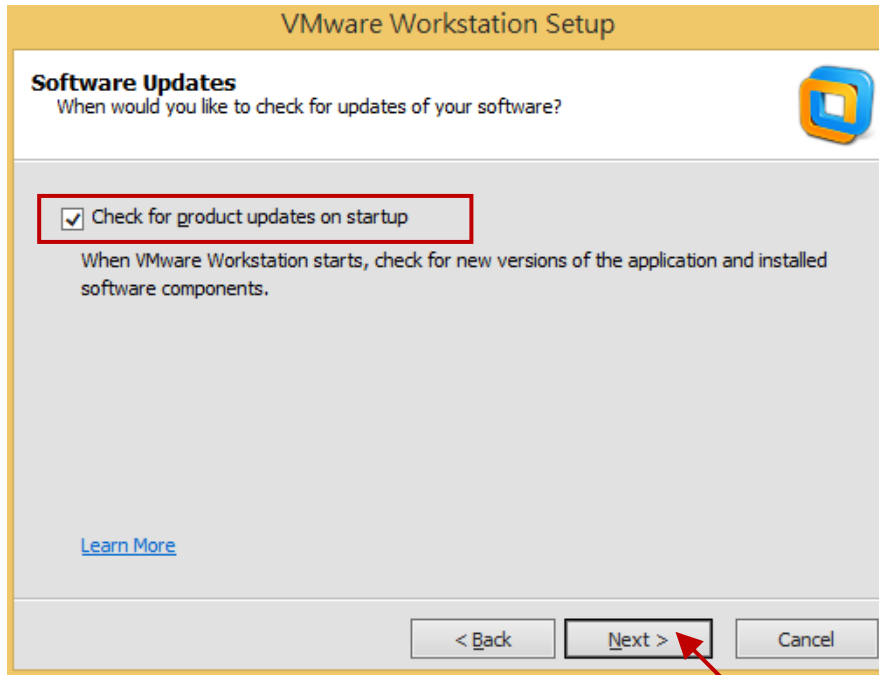 VMware Workstation Setup
Software Updates
When would you like to check for updates of your software?
Check for product updates on startup
When VMware Workstation starts, check for new versions of the application and installed
software components.
Learn More
< Back
Next >
Cancel